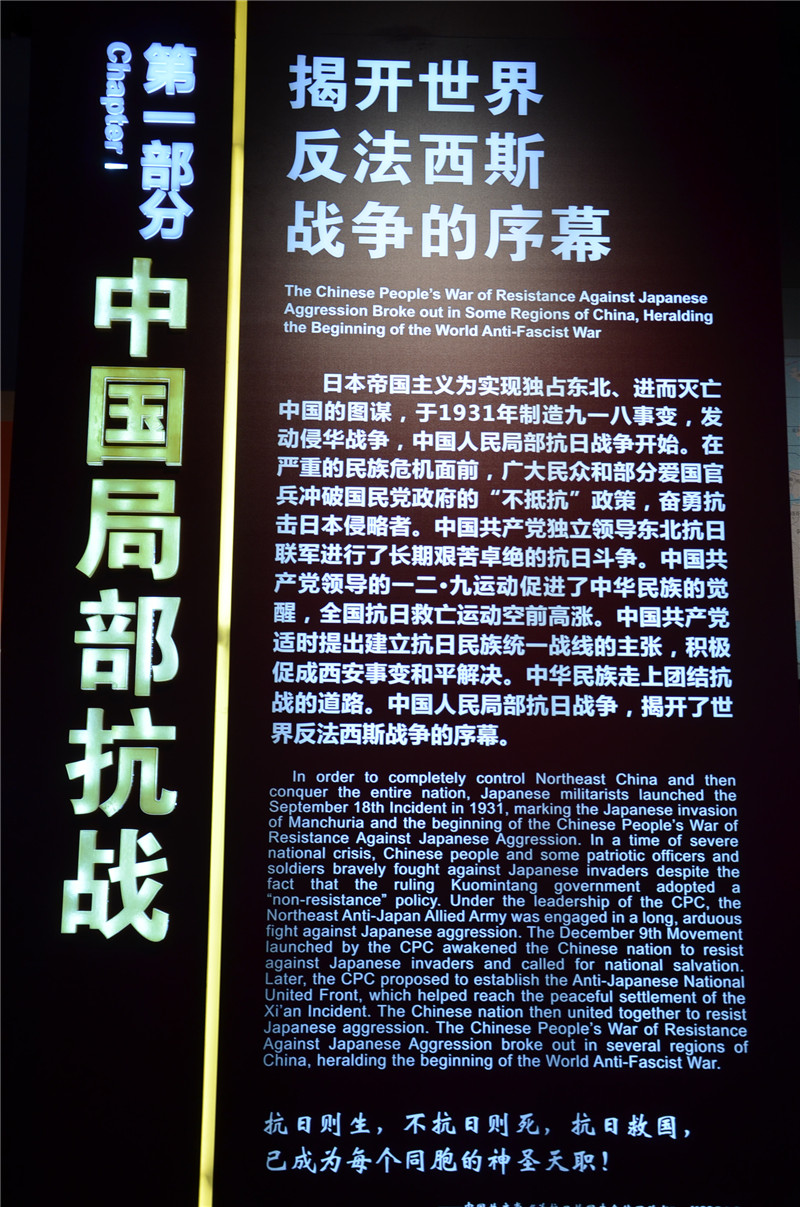 第一部分
Chapter I
中国局部抗战
揭开世界
反法西斯
战争的序幕
The Chinese People's War of Resistance Against Japanese
Aggression Broke out in Some Regions of China, Heralding
the Beginning of the World Anti-Fascist War
日本帝国主义为实现独占东北、进而灭亡
中国的图谋，于1931年制造九一八事变，发
动侵华战争，中国人民局部抗日战争开始。在
严重的民族危机面前，广大民众和部分爱国官
兵冲破国民党政府的“不抵抗”政策，奋勇抗
击日本侵略者。中国共产党独立领导东北抗日
联军进行了长期艰苦卓绝的抗日斗争。中国共
产党领导的一二·九运动促进了中华民族的觉
醒，全国抗日救亡运动空前高涨。中国共产党
适时提出建立抗日民族统一战线的主张，积极
促成西安事变和平解决。中华民族走上团结抗
战的道路。中国人民局部抗日战争，揭开了世
界反法西斯战争的序幕。
In order to completely control Northeast China and then
conquer the entire nation, Japanese militarists launched the
September 18th Incident in 1931, marking the Japanese invasion
of Manchuria and the beginning of the Chinese People's War of
Resistance Against Japanese Aggression. In a time of severe
national crisis, Chinese people and some patriotic officers and
soldiers bravely fought against Japanese invaders despite the
fact that the ruling Kuomintang government adopted a
“non-resistance” policy. Under the leadership of the CPC, the
Northeast Anti-Japan Allied Army was engaged in a long, arduous
fight against Japanese aggression. The December 9th Movement
launched by the CPC awakened the Chinese nation to resist
against Japanese invaders and called for national salvation.
Later, the CPC proposed to establish the Anti-Japanese National
United Front, which helped reach the peaceful settlement of the
Xi'an Incident. The Chinese nation then united together to resist
Japanese aggression. The Chinese People's War of Resistance
Against Japanese Aggression broke out in several regions of
China, heralding the beginning of the World Anti-Fascist War.
抗日则生，不抗日则死，抗日救国，
已成为每个同胞的神圣天职！